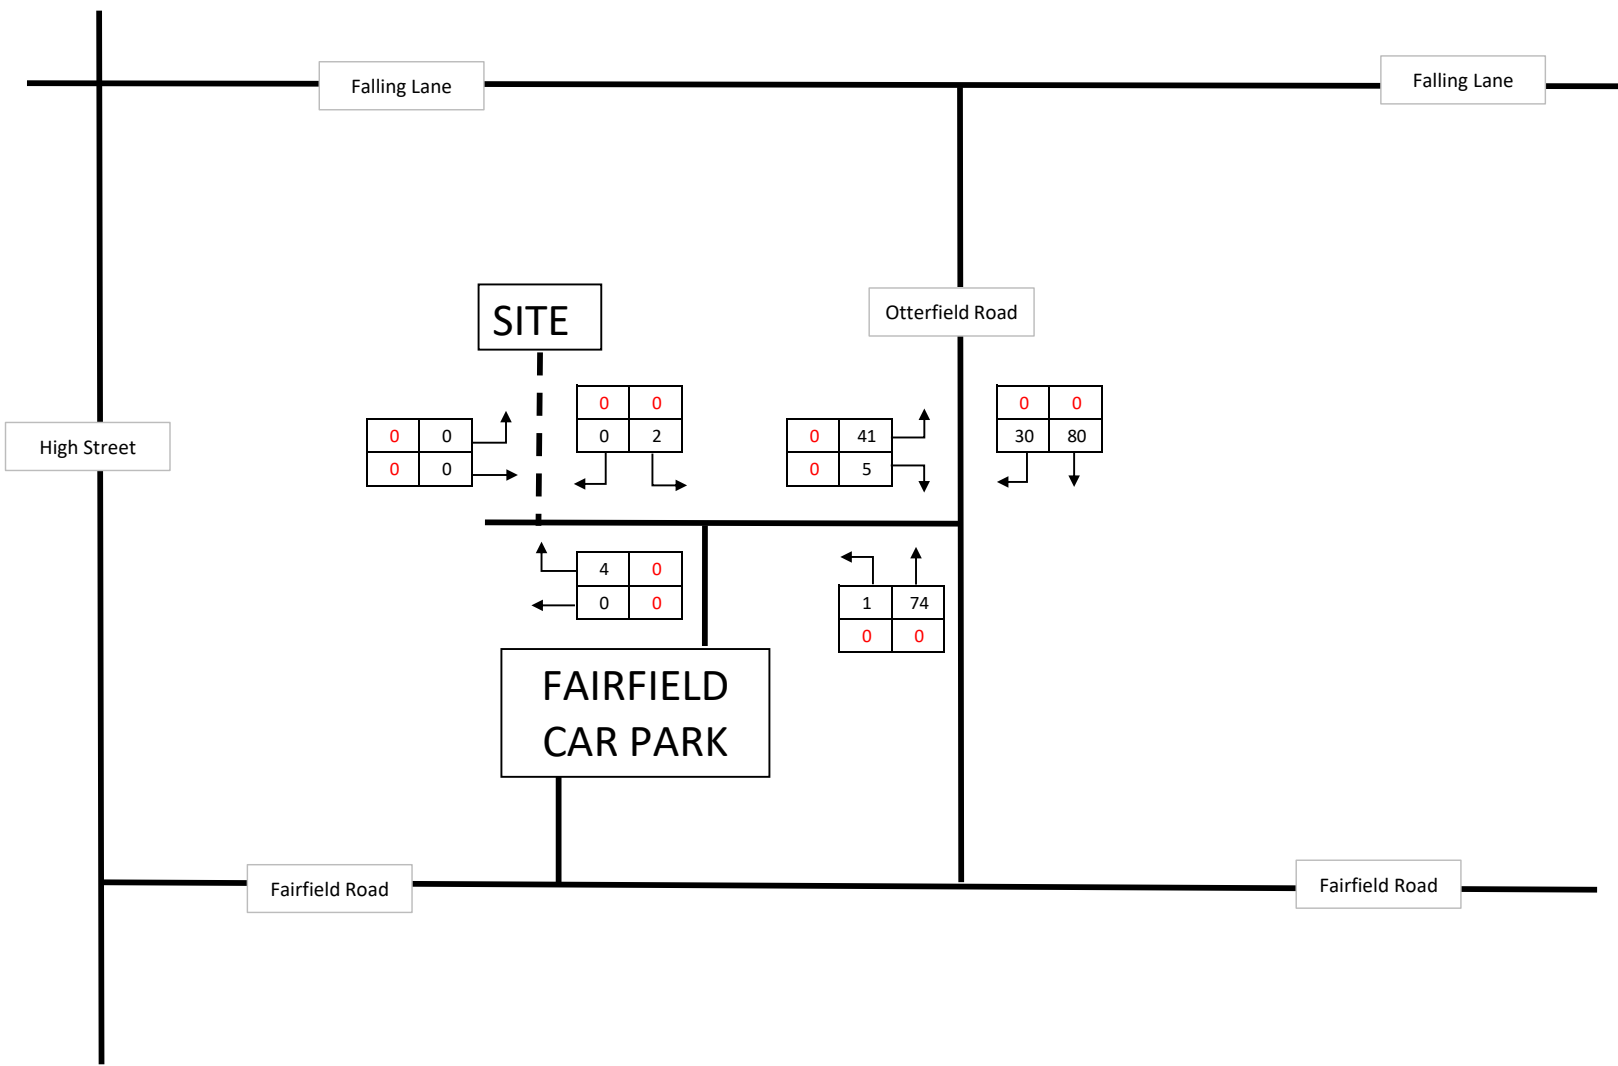 Falling Lane
Falling Lane
SITE
Otterfield Road
High Street
0 0
0 0
0 0
0 2
0 41
0 5
0 0
30 80
4 0
0 0
1 74
0 0
FAIRFIELD
CAR PARK
Fairfield Road
Fairfield Road